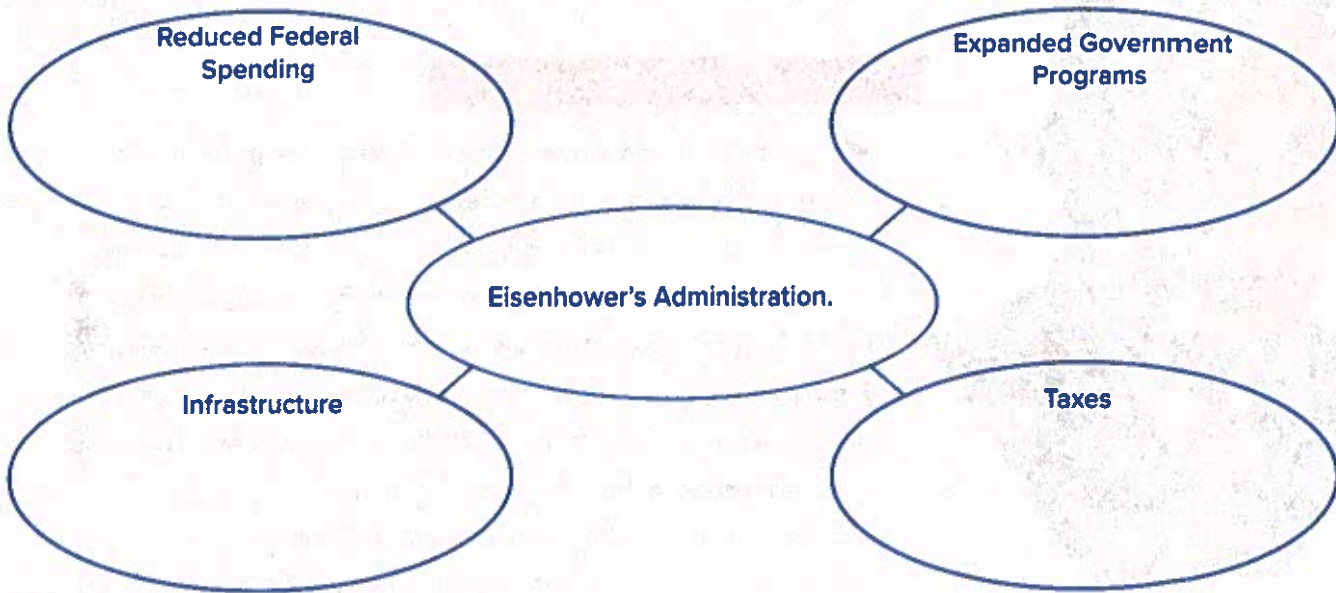 Reduced Federal
Spending
Expanded Government
Programs
Eisenhower's Administration.
Infrastructure
Taxes